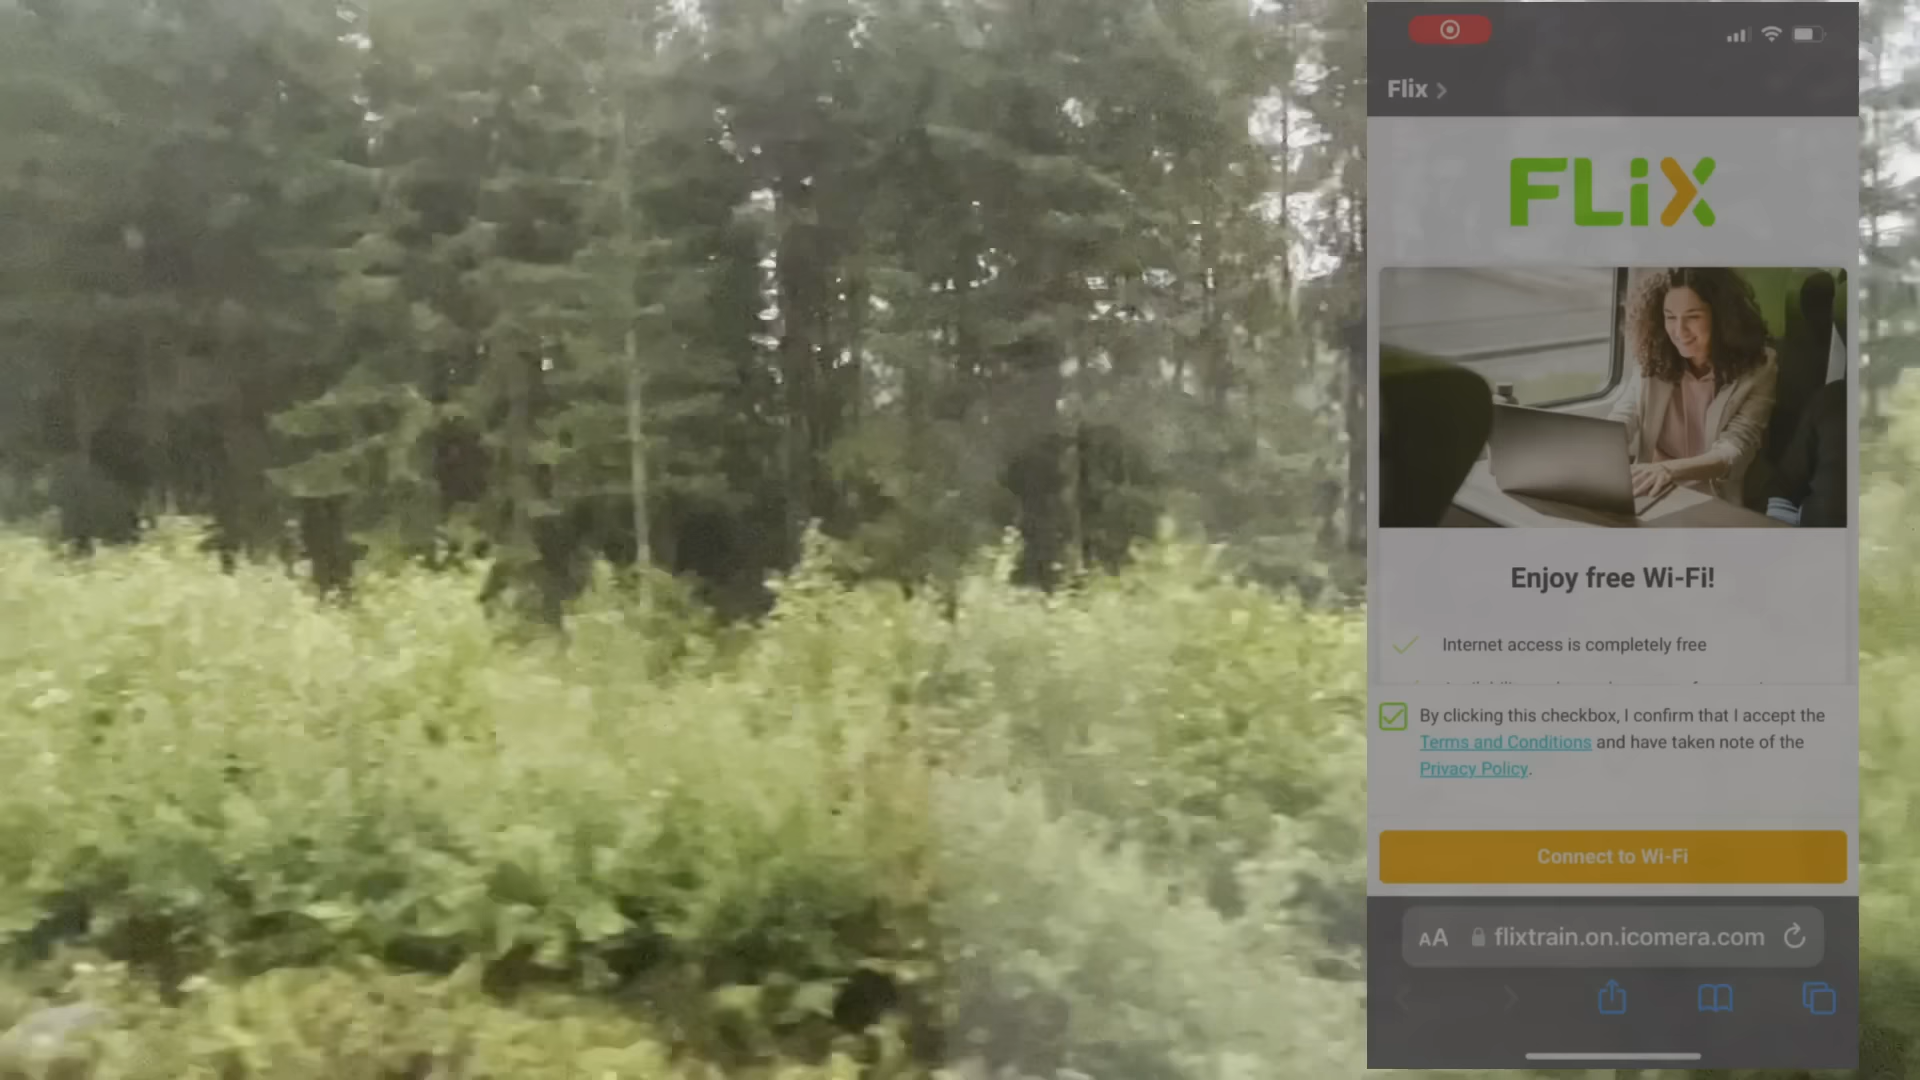 Flix
FLiX
Enjoy free Wi-Fi!
Internet access is completely free
By clicking this checkbox, I confirm that I accept the
Terms and Conditions and have taken note of the
Privacy Policy.
Connect to Wi-Fi
AA flixtrain.on.icomera.com